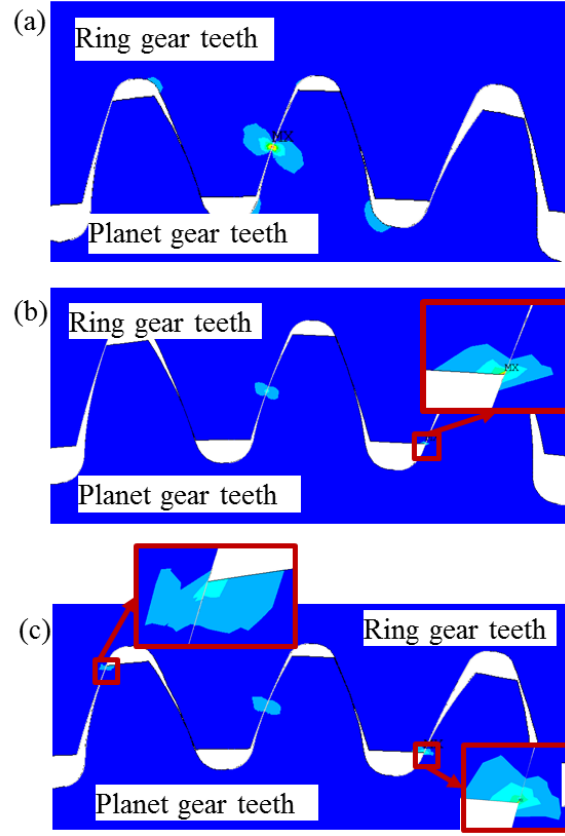 (a)
Ring gear teeth
MX
Planet gear teeth
(b)
Ring gear teeth
MX
Planet gear teeth
(c)
Ring gear teeth
Planet gear teeth